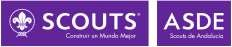 SCOUTS®
Construir un Mundo Mejor
ASDE
Scouts de Andalucía